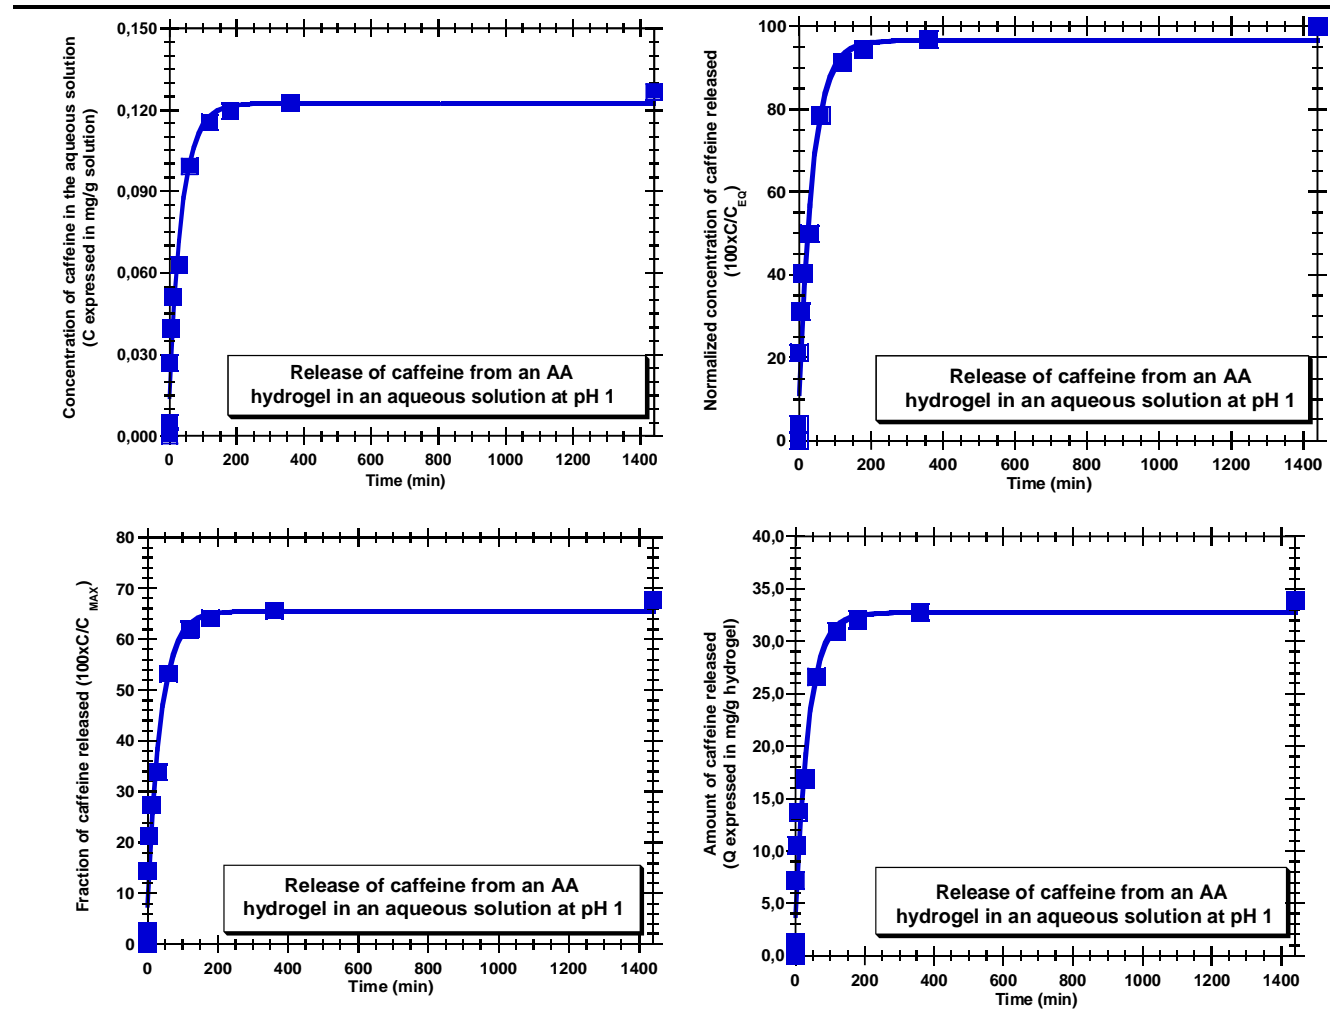 0,150
0,120
0,090
0,060
0,030
0,000
Concentration of caffeine in the aqueous solution
(C expressed in mg/g solution)
Release of caffeine from an AA
hydrogel in an aqueous solution at pH 1
0 200 400 600 800 1000 1200 1400
Time (min)
100
80
60
40
20
0
Normalized concentration of caffeine released
(100xC/CEQ)
Release of caffeine from an AA
hydrogel in an aqueous solution at pH 1
0 200 400 600 800 1000 1200 1400
Time (min)
80
70
60
50
40
30
20
10
0
Fraction of caffeine released (100xC/CMAX)
Release of caffeine from an AA
hydrogel in an aqueous solution at pH 1
0 200 400 600 800 1000 1200 1400
Time (min)
40,0
35,0
30,0
25,0
20,0
15,0
10,0
5,0
0,0
Amount of caffeine released
(Q expressed in mg/g hydrogel)
Release of caffeine from an AA
hydrogel in an aqueous solution at pH 1
0 200 400 600 800 1000 1200 1400
Time (min)